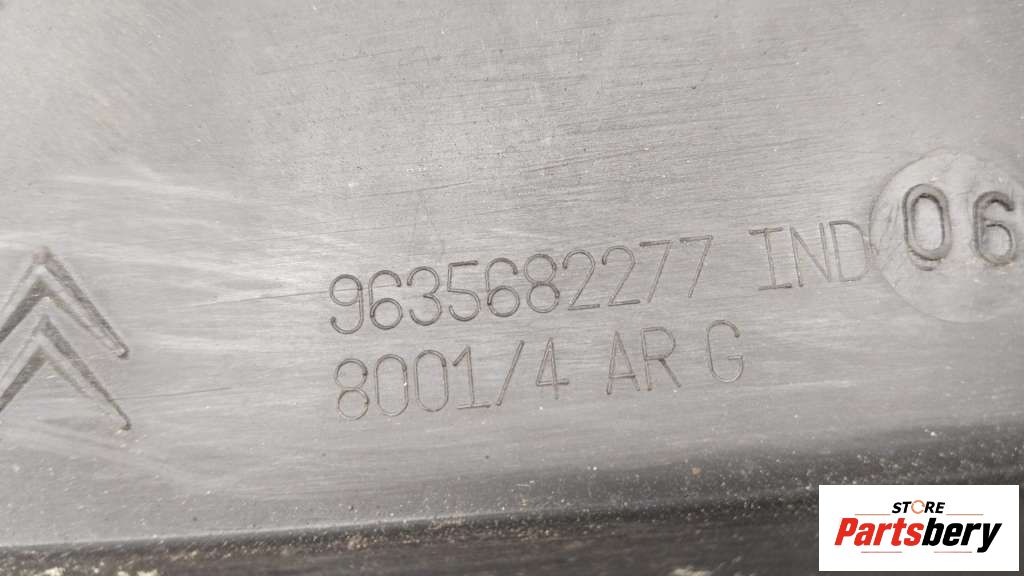 9635682277 IND 06
8001/4 AR G
STORE
Partsbery